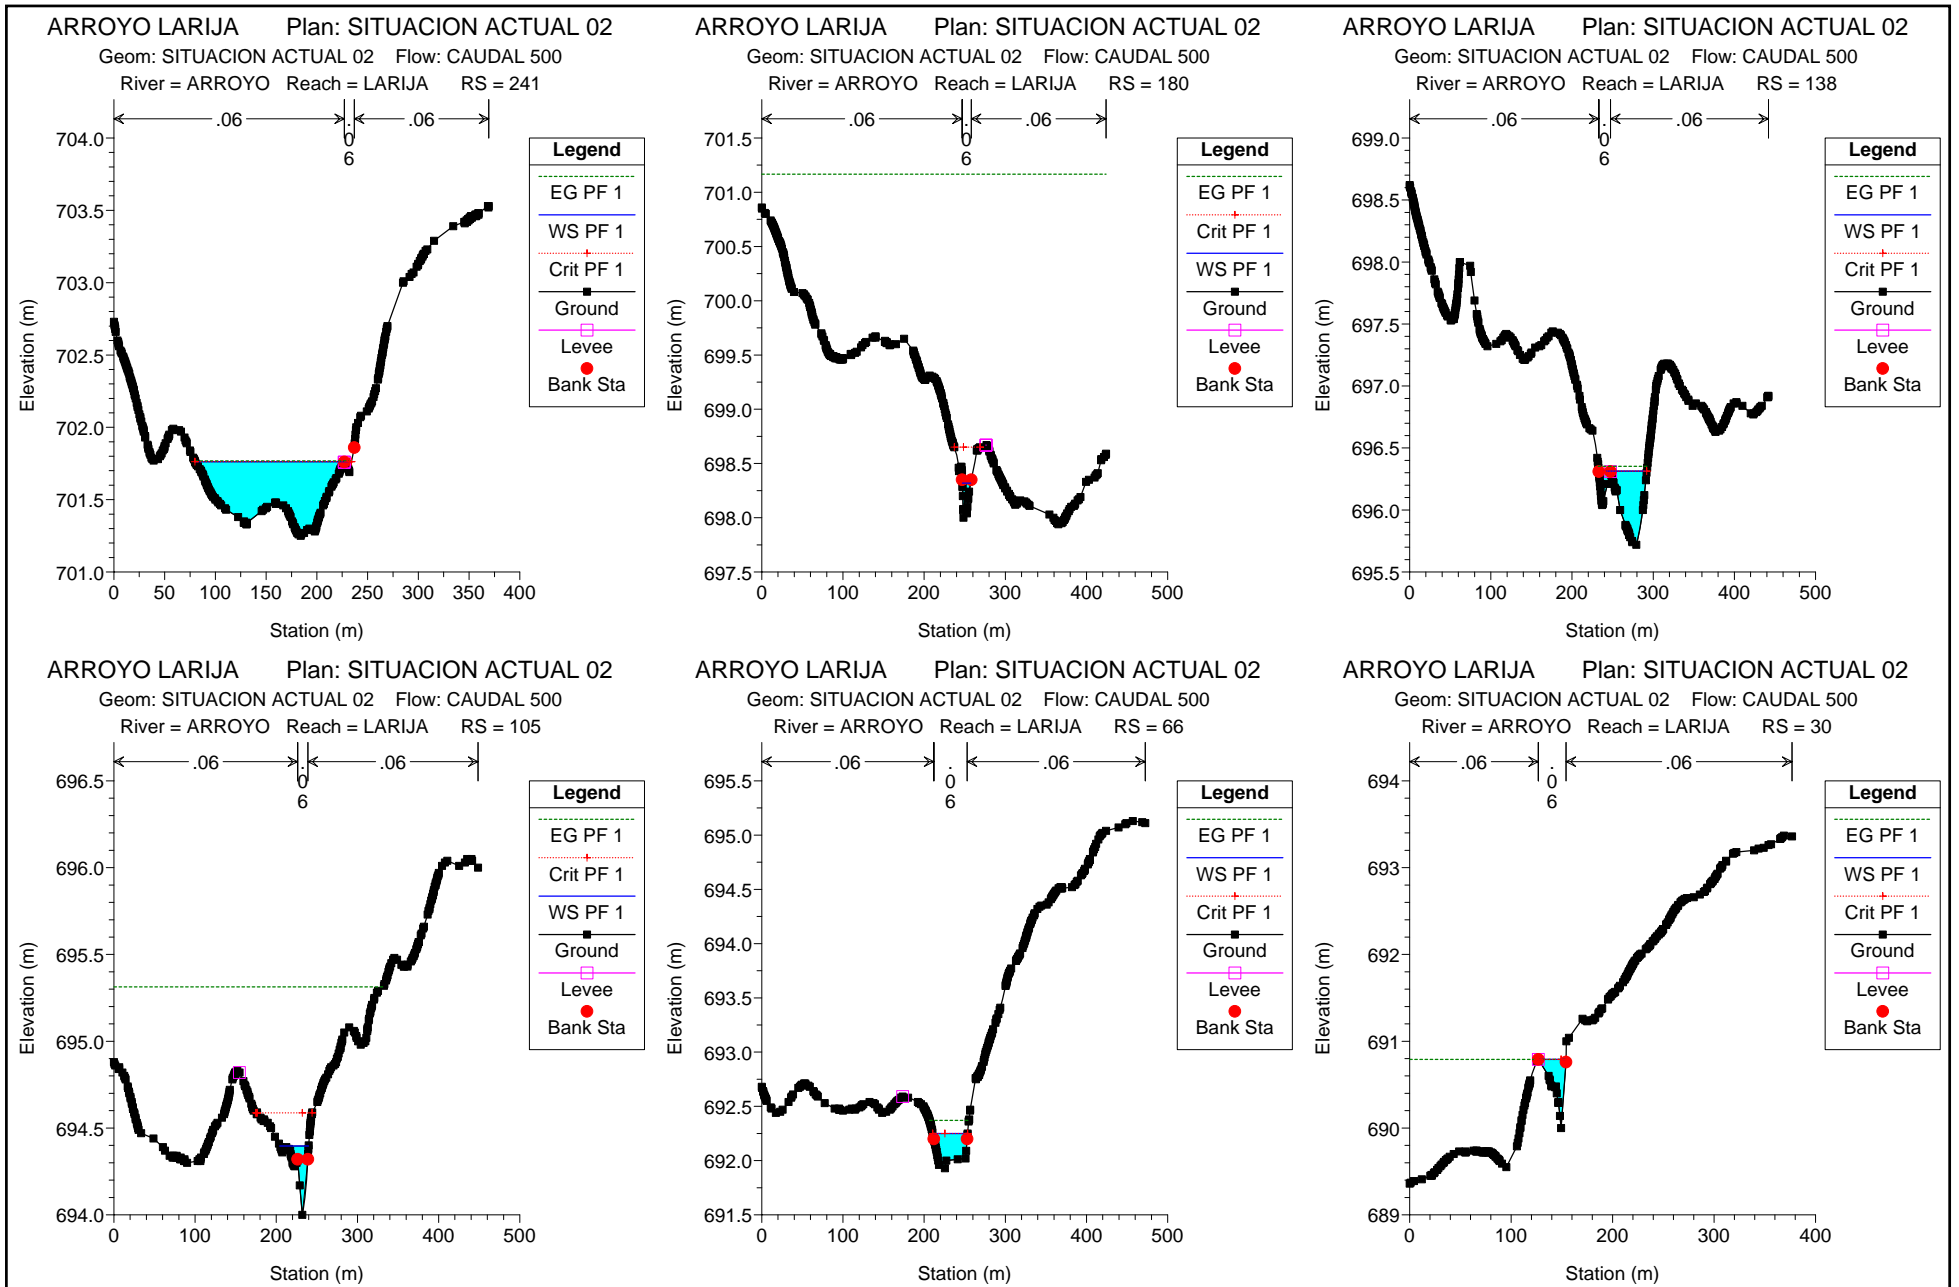 ARROYO LARIJA Plan: SITUACION ACTUAL 02
Geom: SITUACION ACTUAL 02 Flow: CAUDAL 500
River = ARROYO Reach = LARIJA RS = 241
.06
.06
.06
704.0
703.5
703.0
702.5
702.0
701.5
701.0
Elevation (m)
0 50 100 150 200 250 300 350 400
Station (m)
Legend
EG PF 1
WS PF 1
Crit PF 1
Ground
Levee
Bank Sta
ARROYO LARIJA Plan: SITUACION ACTUAL 02
Geom: SITUACION ACTUAL 02 Flow: CAUDAL 500
River = ARROYO Reach = LARIJA RS = 180
.06
.06
.06
701.5
701.0
700.5
700.0
699.5
699.0
698.5
698.0
697.5
Elevation (m)
0 100 200 300 400 500
Station (m)
Legend
EG PF 1
Crit PF 1
WS PF 1
Ground
Levee
Bank Sta
ARROYO LARIJA Plan: SITUACION ACTUAL 02
Geom: SITUACION ACTUAL 02 Flow: CAUDAL 500
River = ARROYO Reach = LARIJA RS = 138
.06
.06
.06
699.0
698.5
698.0
697.5
697.0
696.5
696.0
695.5
Elevation (m)
0 100 200 300 400 500
Station (m)
Legend
EG PF 1
WS PF 1
Crit PF 1
Ground
Levee
Bank Sta
ARROYO LARIJA Plan: SITUACION ACTUAL 02
Geom: SITUACION ACTUAL 02 Flow: CAUDAL 500
River = ARROYO Reach = LARIJA RS = 105
.06
.06
.06
696.5
696.0
695.5
695.0
694.5
694.0
Elevation (m)
0 100 200 300 400 500
Station (m)
Legend
EG PF 1
Crit PF 1
WS PF 1
Ground
Levee
Bank Sta
ARROYO LARIJA Plan: SITUACION ACTUAL 02
Geom: SITUACION ACTUAL 02 Flow: CAUDAL 500
River = ARROYO Reach = LARIJA RS = 66
.06
.06
.06
695.5
695.0
694.5
694.0
693.5
693.0
692.5
692.0
691.5
Elevation (m)
0 100 200 300 400 500
Station (m)
Legend
EG PF 1
WS PF 1
Crit PF 1
Ground
Levee
Bank Sta
ARROYO LARIJA Plan: SITUACION ACTUAL 02
Geom: SITUACION ACTUAL 02 Flow: CAUDAL 500
River = ARROYO Reach = LARIJA RS = 30
.06
.06
.06
694
693
692
691
690
689
Elevation (m)
0 100 200 300 400
Station (m)
Legend
EG PF 1
WS PF 1
Crit PF 1
Ground
Levee
Bank Sta